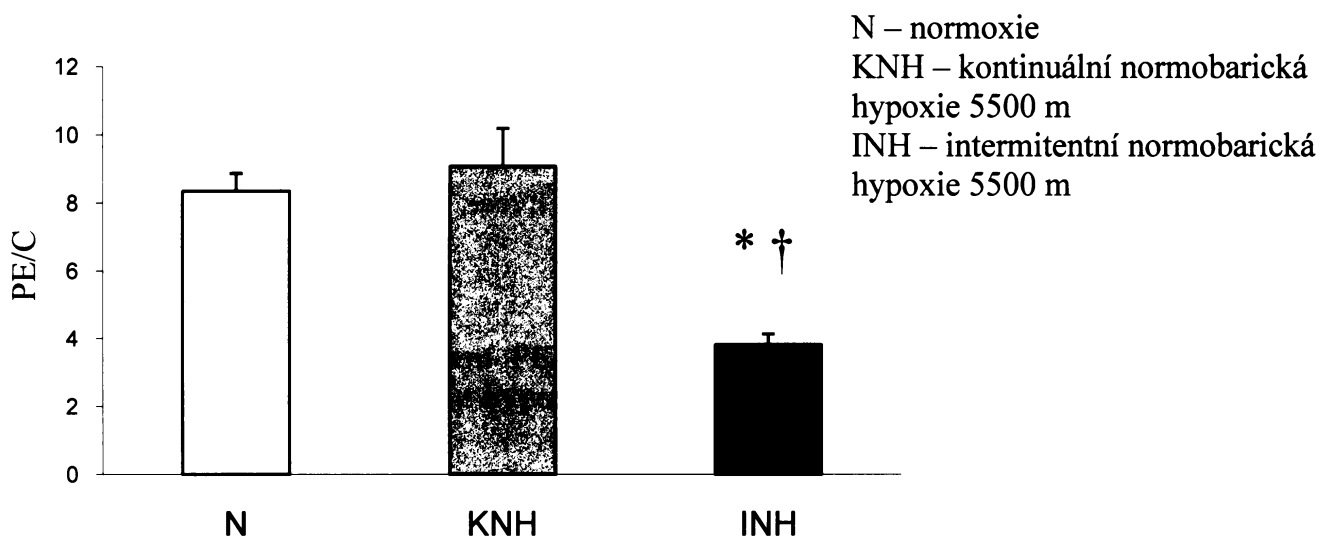 N – normoxie
KNH – kontinuální normobarická
hypoxie 5500 m
INH – intermitentní normobarická
hypoxie 5500 m
PE/C
12
10
8
6
4
2
0
* †
N
KNH
INH